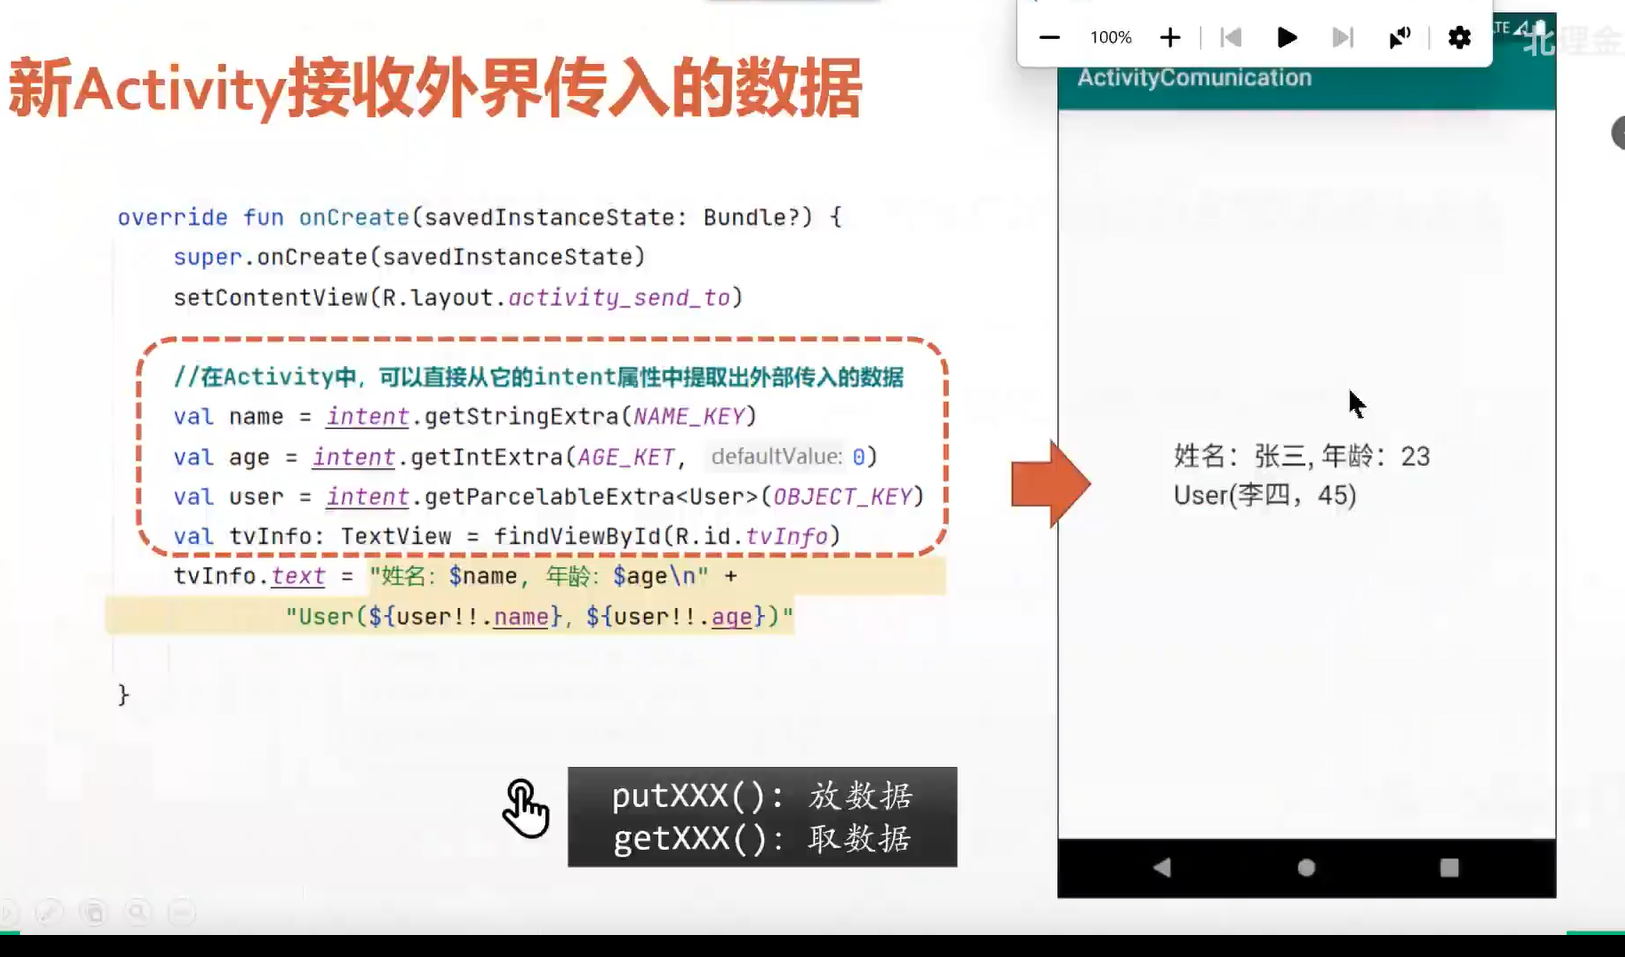 100%
LTE
北理金
新Activity接收外界传入的数据
ActivityComunication
override fun onCreate(savedInstanceState: Bundle?) {
super.onCreate(savedInstanceState)
setContentView(R.layout.activity_send_to)
//在Activity中，可以直接从它的intent属性中提取出外部传入的数据
val name = intent.getStringExtra(NAME_KEY)
val age = intent.getIntExtra(AGE_KET, defaultValue: 0)
val user = intent.getParcelableExtra<User>(OBJECT_KEY)
val tvInfo: TextView = findViewById(R.id.tvInfo)
tvInfo.text = "姓名：$name, 年龄：$age\n" +
"User(${user!!.name}, ${user!!.age})"
}
姓名：张三, 年龄：23
User(李四，45)
putXXX(): 放数据
getXXX(): 取数据